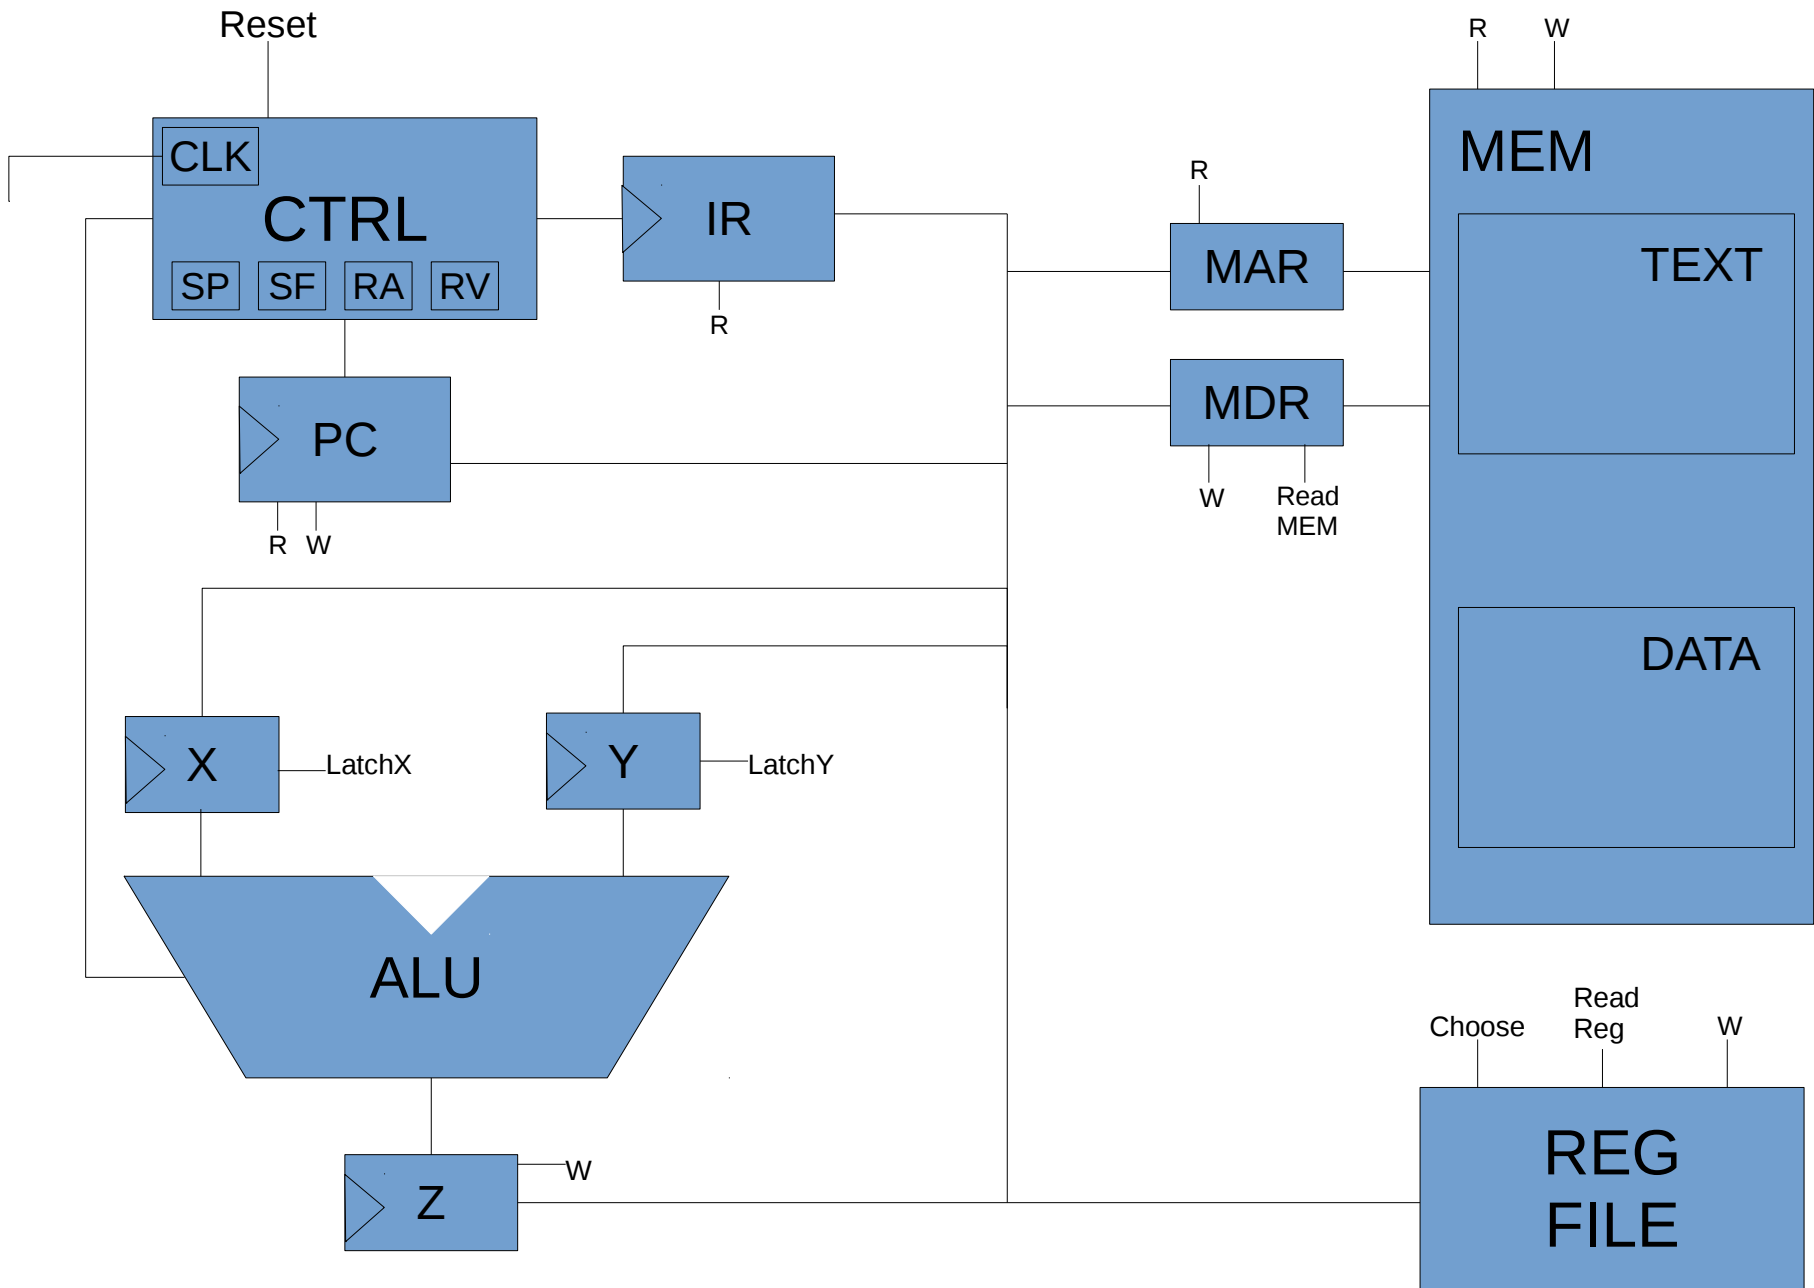 Reset
R W
CLK
CTRL
SP SF RA RV
IR
R
PC
R W
R
MAR
MDR
W
Read
MEM
MEM
TEXT
DATA
X
LatchX
Y
LatchY
ALU
Z
W
Choose
Read
Reg
W
REG
FILE